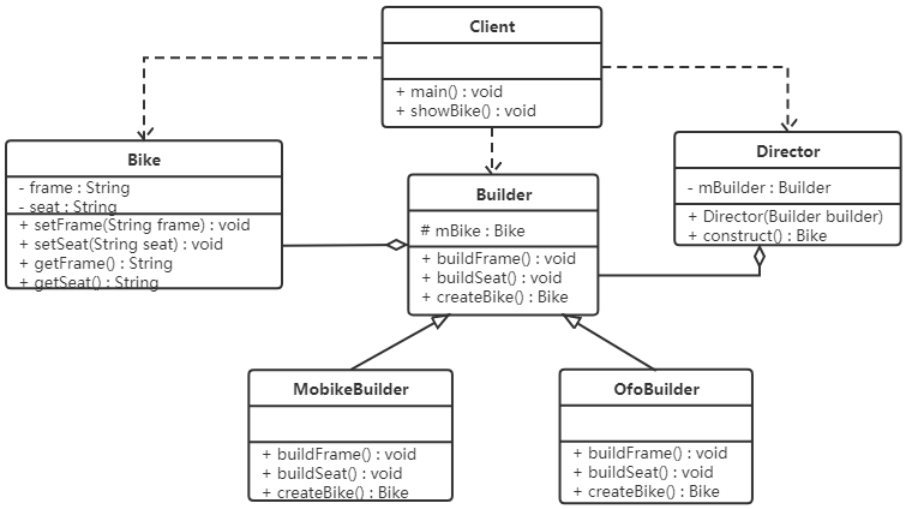 Client
+ main() : void
+ showBike() : void
Bike
- frame : String
- seat : String
+ setFrame(String frame) : void
+ setSeat(String seat) : void
+ getFrame() : String
+ getSeat() : String
Builder
# mBike : Bike
+ buildFrame() : void
+ buildSeat() : void
+ createBike() : Bike
Director
- mBuilder : Builder
+ Director(Builder builder)
+ construct() : Bike
MobikeBuilder
+ buildFrame() : void
+ buildSeat() : void
+ createBike() : Bike
OfoBuilder
+ buildFrame() : void
+ buildSeat() : void
+ createBike() : Bike